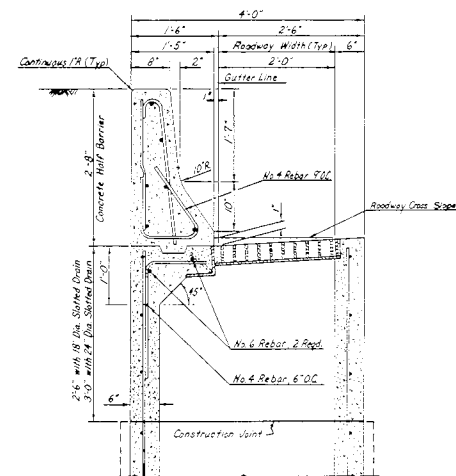 4'-0"
1'-6"
2'-6"
1'-5"
Roadway Width (Typ)
6"
Continuous 1"R (Typ)
8"
2"
2'-0"
Gutter Line
1"
2'-8"
Concrete Half Barrier
1'-7"
10"R
No. 4 Rebar 9" O.C.
10"
1"
Roadway Cross Slope
1'-0"
2'-6" with 18" Dia. Slotted Drain
3'-0" with 24" Dia. Slotted Drain
45°
No. 6 Rebar, 2 Reqd.
No. 4 Rebar, 6" O.C.
6"
Construction Joint